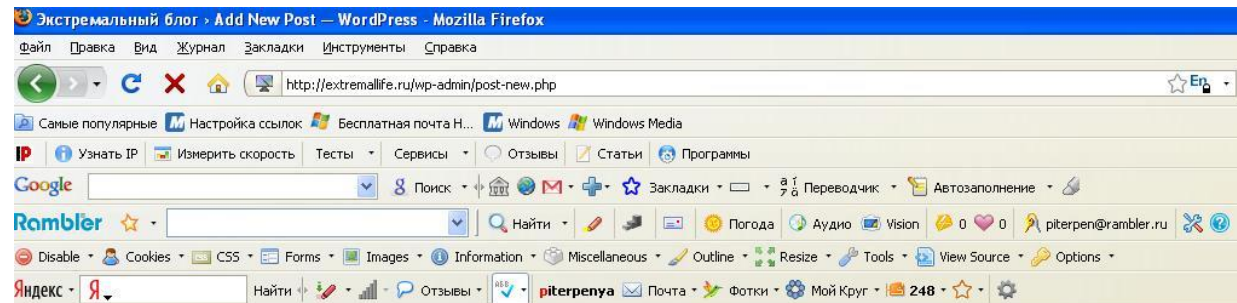 Экстремальный блог › Add New Post — WordPress - Mozilla Firefox
Файл Правка Вид Журнал Закладки Инструменты Справка
http://extremallife.ru/wp-admin/post-new.php En
Самые популярные Настройка ссылок Бесплатная почта H... Windows Windows Media
IP Узнать IP Измерить скорость Тесты Сервисы Отзывы Статьи Программы
Google Поиск Закладки Переводчик Автозаполнение
Rambler Найти Погода Аудио Vision 0 0 piterpen@rambler.ru
Disable Cookies CSS Forms Images Information Miscellaneous Outline Resize Tools View Source Options
Яндекс Я Найти Отзывы piterpenya Почта Фотки Мой Круг 248